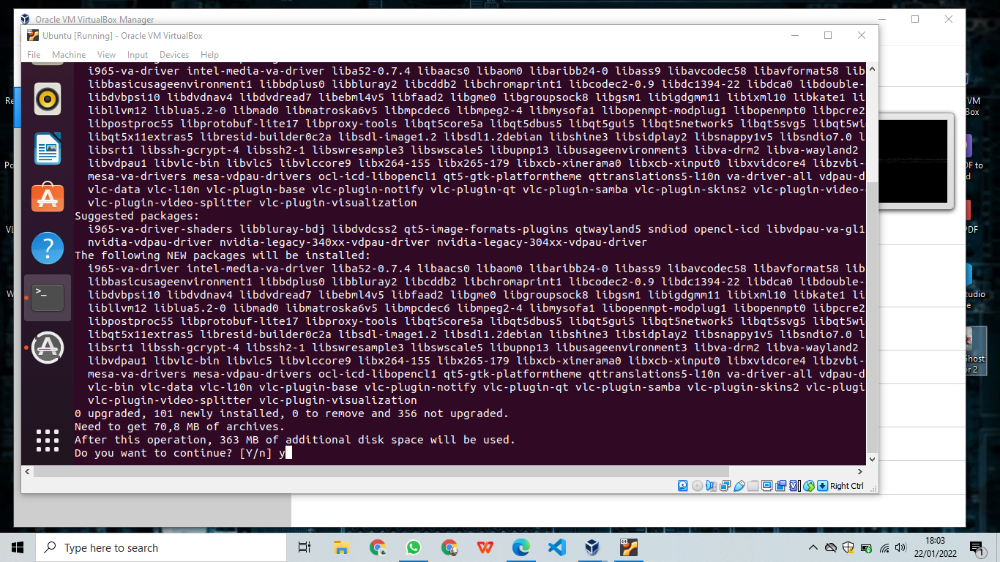 Oracle VM VirtualBox Manager
Ubuntu [Running] - Oracle VM VirtualBox
File Machine View Input Devices Help
i965-va-driver intel-media-va-driver liba52-0.7.4 libaacs0 libaom0 libaribb24-0 libass9 libavcodec58 libavformat58 lib
libbasicusageenvironment1 libbdplus0 libbluray2 libcddb2 libchromaprint1 libcodec2-0.9 libdc1394-22 libdca0 libdouble-
libdvbpsi10 libdvdnav4 libdvdread7 libebml4v5 libfaad2 libgme0 libgroupsock8 libgsm1 libigdgmm11 libixml10 libkate1 li
libllvm12 liblua5.2-0 libmad0 libmatroska6v5 libmpcdec6 libmpeg2-4 libmysofa1 libopenmpt-modplug1 libopenmpt0 libpcre2
libpostproc55 libprotobuf-lite17 libproxy-tools libqt5core5a libqt5dbus5 libqt5gui5 libqt5network5 libqt5svg5 libqt5wi
libqt5x11extras5 libresid-builder0c2a libsdl-image1.2 libsdl1.2debian libshine3 libsidplay2 libsnappy1v5 libsndio7.0 l
libsrt1 libssh-gcrypt-4 libssh2-1 libswresample3 libswscale5 libupnp13 libusageenvironment3 libva-drm2 libva-wayland2
libvdpau1 libvlc-bin libvlc5 libvlccore9 libx264-155 libx265-179 libxcb-xinerama0 libxcb-xinput0 libxvidcore4 libzvbi-
mesa-va-drivers mesa-vdpau-drivers ocl-icd-libopencl1 qt5-gtk-platformtheme qttranslations5-l10n va-driver-all vdpau-d
vlc-data vlc-l10n vlc-plugin-base vlc-plugin-notify vlc-plugin-qt vlc-plugin-samba vlc-plugin-skins2 vlc-plugin-video-
vlc-plugin-video-splitter vlc-plugin-visualization
Suggested packages:
i965-va-driver-shaders libbluray-bdj libdvdcss2 qt5-image-formats-plugins qtwayland5 sndiod opencl-icd libvdpau-va-gl1
nvidia-vdpau-driver nvidia-legacy-340xx-vdpau-driver nvidia-legacy-304xx-vdpau-driver
The following NEW packages will be installed:
i965-va-driver intel-media-va-driver liba52-0.7.4 libaacs0 libaom0 libaribb24-0 libass9 libavcodec58 libavformat58 lib
libbasicusageenvironment1 libbdplus0 libbluray2 libcddb2 libchromaprint1 libcodec2-0.9 libdc1394-22 libdca0 libdouble-
libdvbpsi10 libdvdnav4 libdvdread7 libebml4v5 libfaad2 libgme0 libgroupsock8 libgsm1 libigdgmm11 libixml10 libkate1 li
libllvm12 liblua5.2-0 libmad0 libmatroska6v5 libmpcdec6 libmpeg2-4 libmysofa1 libopenmpt-modplug1 libopenmpt0 libpcre2
libpostproc55 libprotobuf-lite17 libproxy-tools libqt5core5a libqt5dbus5 libqt5gui5 libqt5network5 libqt5svg5 libqt5wi
libqt5x11extras5 libresid-builder0c2a libsdl-image1.2 libsdl1.2debian libshine3 libsidplay2 libsnappy1v5 libsndio7.0 l
libsrt1 libssh-gcrypt-4 libssh2-1 libswresample3 libswscale5 libupnp13 libusageenvironment3 libva-drm2 libva-wayland2
libvdpau1 libvlc-bin libvlc5 libvlccore9 libx264-155 libx265-179 libxcb-xinerama0 libxcb-xinput0 libxvidcore4 libzvbi-
mesa-va-drivers mesa-vdpau-drivers ocl-icd-libopencl1 qt5-gtk-platformtheme qttranslations5-l10n va-driver-all vdpau-d
vlc-bin vlc-data vlc-l10n vlc-plugin-base vlc-plugin-notify vlc-plugin-qt vlc-plugin-samba vlc-plugin-skins2 vlc-plugi
vlc-plugin-video-splitter vlc-plugin-visualization
0 upgraded, 101 newly installed, 0 to remove and 356 not upgraded.
Need to get 70,8 MB of archives.
After this operation, 363 MB of additional disk space will be used.
Do you want to continue? [Y/n] y
Right Ctrl
Re
Po
VL
W
VM
Box
DF to
d
PDF
tudio
e
Ghost
or 2
Type here to search
18:03
22/01/2022
1